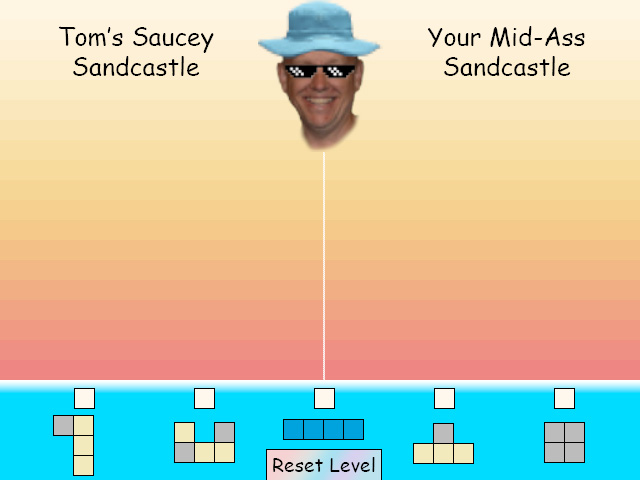 Tom's Saucey
Sandcastle
Your Mid-Ass
Sandcastle
Reset Level